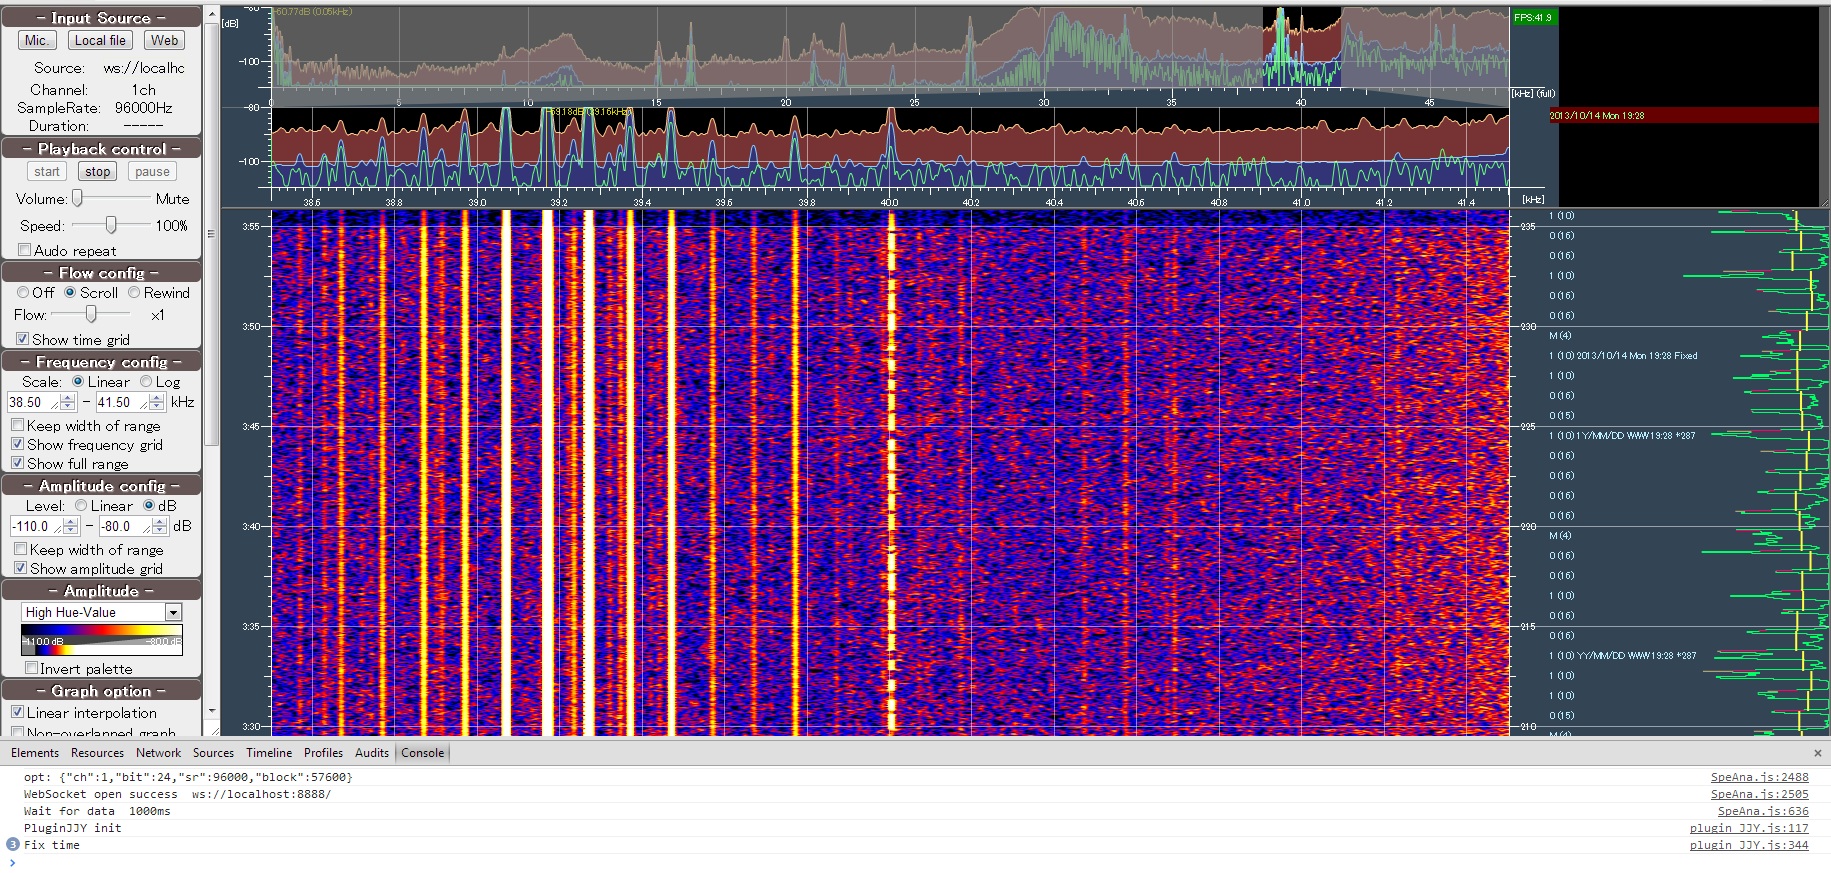 - Input Source -
Mic. Local file Web
Source: ws://localhc
Channel: 1ch
SampleRate: 96000Hz
Duration: -----
- Playback control -
start stop pause
Volume: Mute
Speed: 100%
Audo repeat
- Flow config -
Off Scroll Rewind
Flow: x1
Show time grid
- Frequency config -
Scale: Linear Log
38.50 - 41.50 kHz
Keep width of range
Show frequency grid
Show full range
- Amplitude config -
Level: Linear dB
-110.0 - -80.0 dB
Keep width of range
Show amplitude grid
- Amplitude -
High Hue-Value
-110.0 dB -80.0 dB
Invert palette
- Graph option -
Linear interpolation
Non-overlapped graph
[dB]
-80
-60.77dB (0.05kHz)
-100
0 5 10 15 20 25 30 35 40 45 [kHz] (full)
-80
-100
38.6 38.8 39.0 39.2 39.4 39.6 39.8 40.0 40.2 40.4 40.6 40.8 41.0 41.2 41.4 [kHz]
3:55
3:50
3:45
3:40
3:35
3:30
235
230
225
220
215
210
FPS:41.9
2013/10/14 Mon 19:28
1 (10)
0 (16)
0 (16)
1 (10)
0 (16)
0 (16)
M (4)
1 (10) 2013/10/14 Mon 19:28 Fixed
1 (10)
0 (16)
0 (15)
1 (10) 1Y/MM/DD WWW 19:28 *287
0 (16)
0 (16)
0 (16)
0 (16)
M (4)
0 (16)
0 (16)
1 (10)
0 (16)
0 (16)
1 (10) YY/MM/DD WWW 19:28 *287
1 (10)
1 (10)
0 (15)
M (4)
Elements Resources Network Sources Timeline Profiles Audits Console ×
opt: {"ch":1,"bit":24,"sr":96000,"block":57600} SpeAna.js:2488
WebSocket open success ws://localhost:8888/ SpeAna.js:2505
Wait for data 1000ms SpeAna.js:636
PluginJJY init plugin_JJY.js:117
3 Fix time plugin_JJY.js:344
>